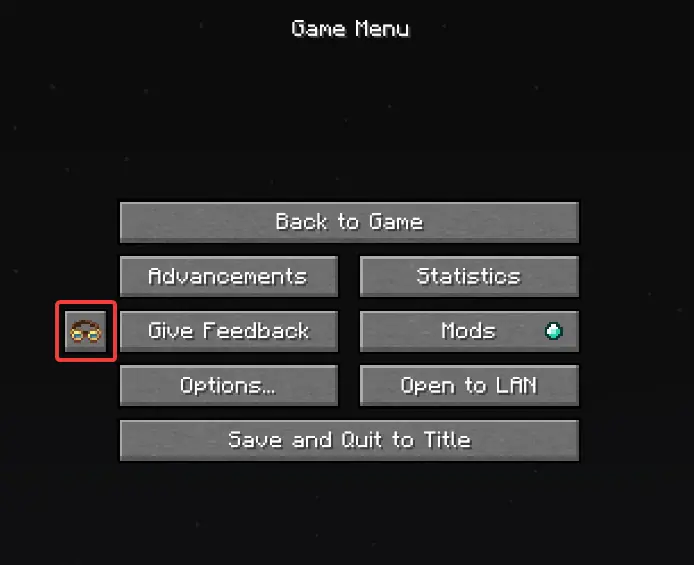 Game Menu
Back to Game
Advancements
Statistics
Give Feedback
Mods
Options...
Open to LAN
Save and Quit to Title